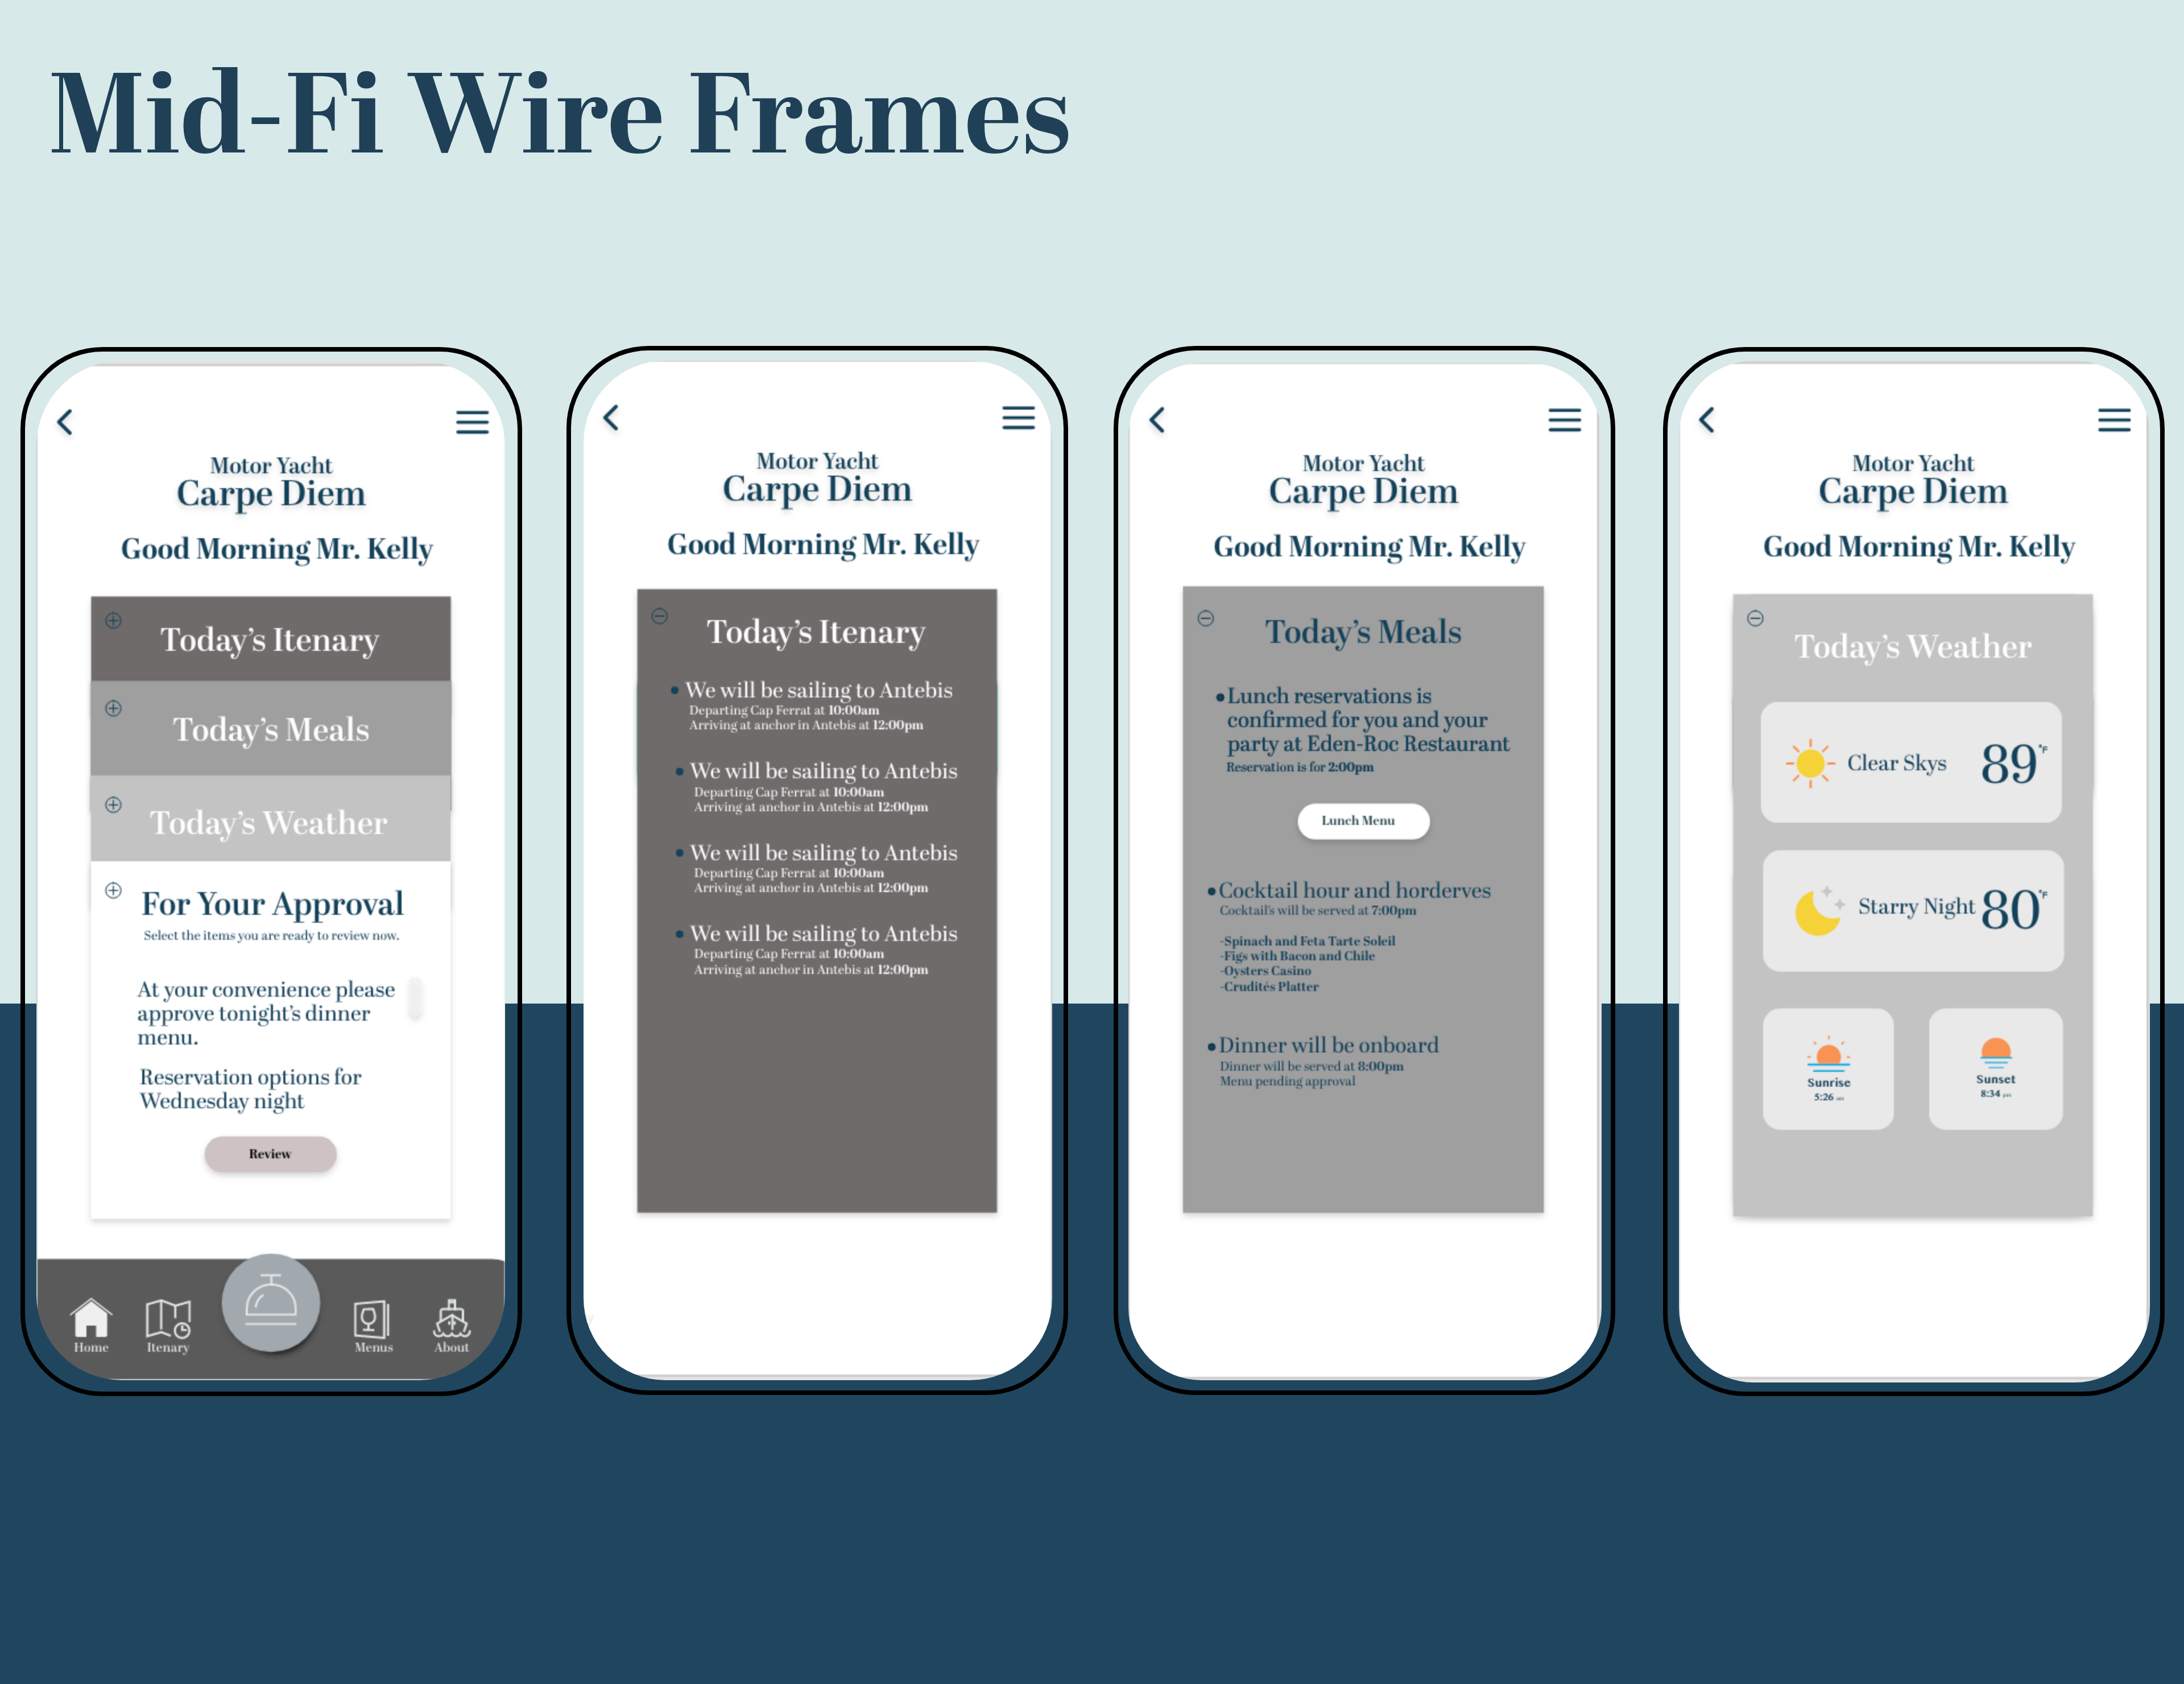 Mid-Fi Wire Frames
Motor Yacht
Carpe Diem
Good Morning Mr. Kelly
Today's Itenary
Today's Meals
Today's Weather
For Your Approval
Select the items you are ready to review now.
At your convenience please
approve tonight's dinner
menu.
Reservation options for
Wednesday night
Review
Home
Itenary
Menus
About
Motor Yacht
Carpe Diem
Good Morning Mr. Kelly
Today's Itenary
• We will be sailing to Antebis
Departing Cap Ferrat at 10:00am
Arriving at anchor in Antebis at 12:00pm
• We will be sailing to Antebis
Departing Cap Ferrat at 10:00am
Arriving at anchor in Antebis at 12:00pm
• We will be sailing to Antebis
Departing Cap Ferrat at 10:00am
Arriving at anchor in Antebis at 12:00pm
• We will be sailing to Antebis
Departing Cap Ferrat at 10:00am
Arriving at anchor in Antebis at 12:00pm
Motor Yacht
Carpe Diem
Good Morning Mr. Kelly
Today's Meals
• Lunch reservations is
confirmed for you and your
party at Eden-Roc Restaurant
Reservation is for 2:00pm
Lunch Menu
• Cocktail hour and horderves
Cocktail's will be served at 7:00pm
-Spinach and Feta Tarte Soleil
-Figs with Bacon and Chile
-Oysters Casino
-Crudités Platter
• Dinner will be onboard
Dinner will be served at 8:00pm
Menu pending approval
Motor Yacht
Carpe Diem
Good Morning Mr. Kelly
Today's Weather
Clear Skys 89°F
Starry Night 80°F
Sunrise
5:26 am
Sunset
8:34 pm